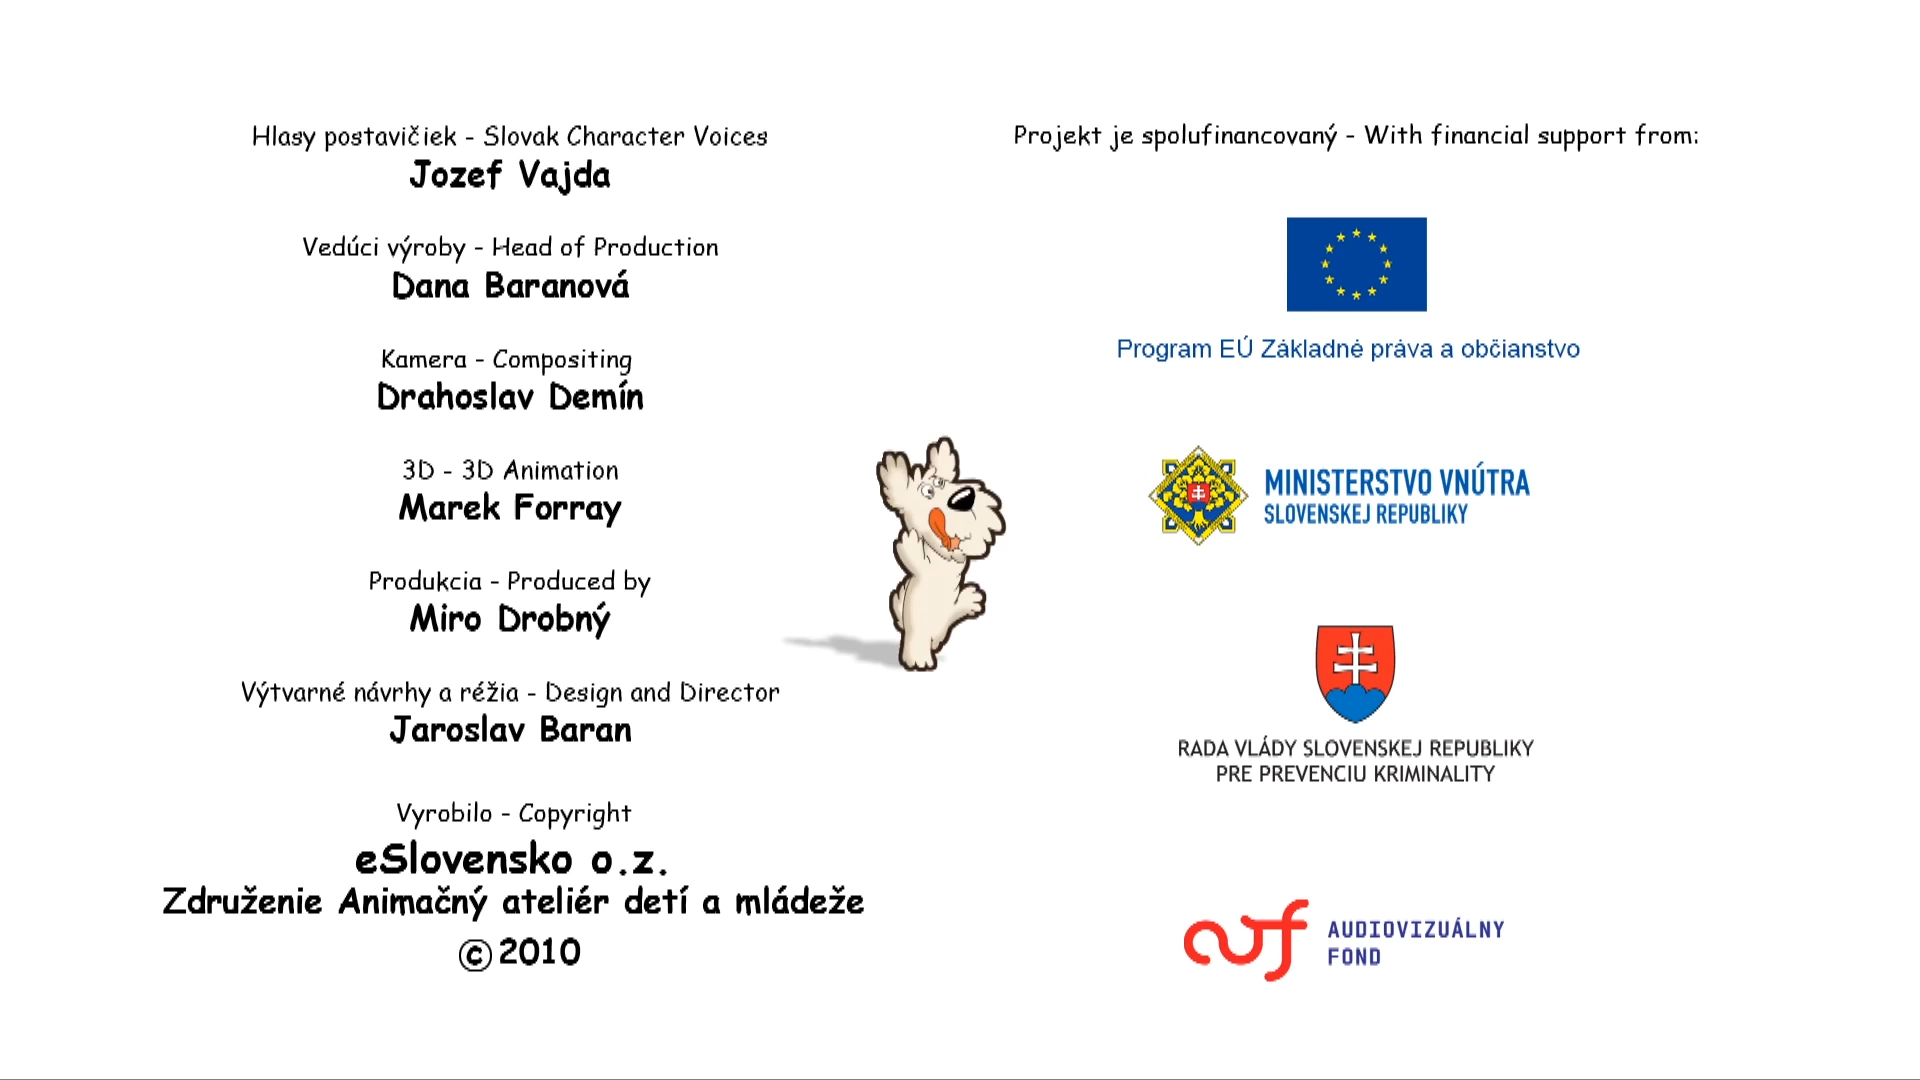 Hlasy postavičiek - Slovak Character Voices
Jozef Vajda
Vedúci výroby - Head of Production
Dana Baranová
Kamera - Compositing
Drahoslav Demín
3D - 3D Animation
Marek Forray
Produkcia - Produced by
Miro Drobný
Výtvarné návrhy a réžia - Design and Director
Jaroslav Baran
Vyrobilo - Copyright
eSlovensko o.z.
Združenie Animačný ateliér detí a mládeže
© 2010
Projekt je spolufinancovaný - With financial support from:
Program EÚ Základné práva a občianstvo
MINISTERSTVO VNÚTRA
SLOVENSKEJ REPUBLIKY
RADA VLÁDY SLOVENSKEJ REPUBLIKY
PRE PREVENCIU KRIMINALITY
avf
AUDIOVIZUÁLNY
FOND